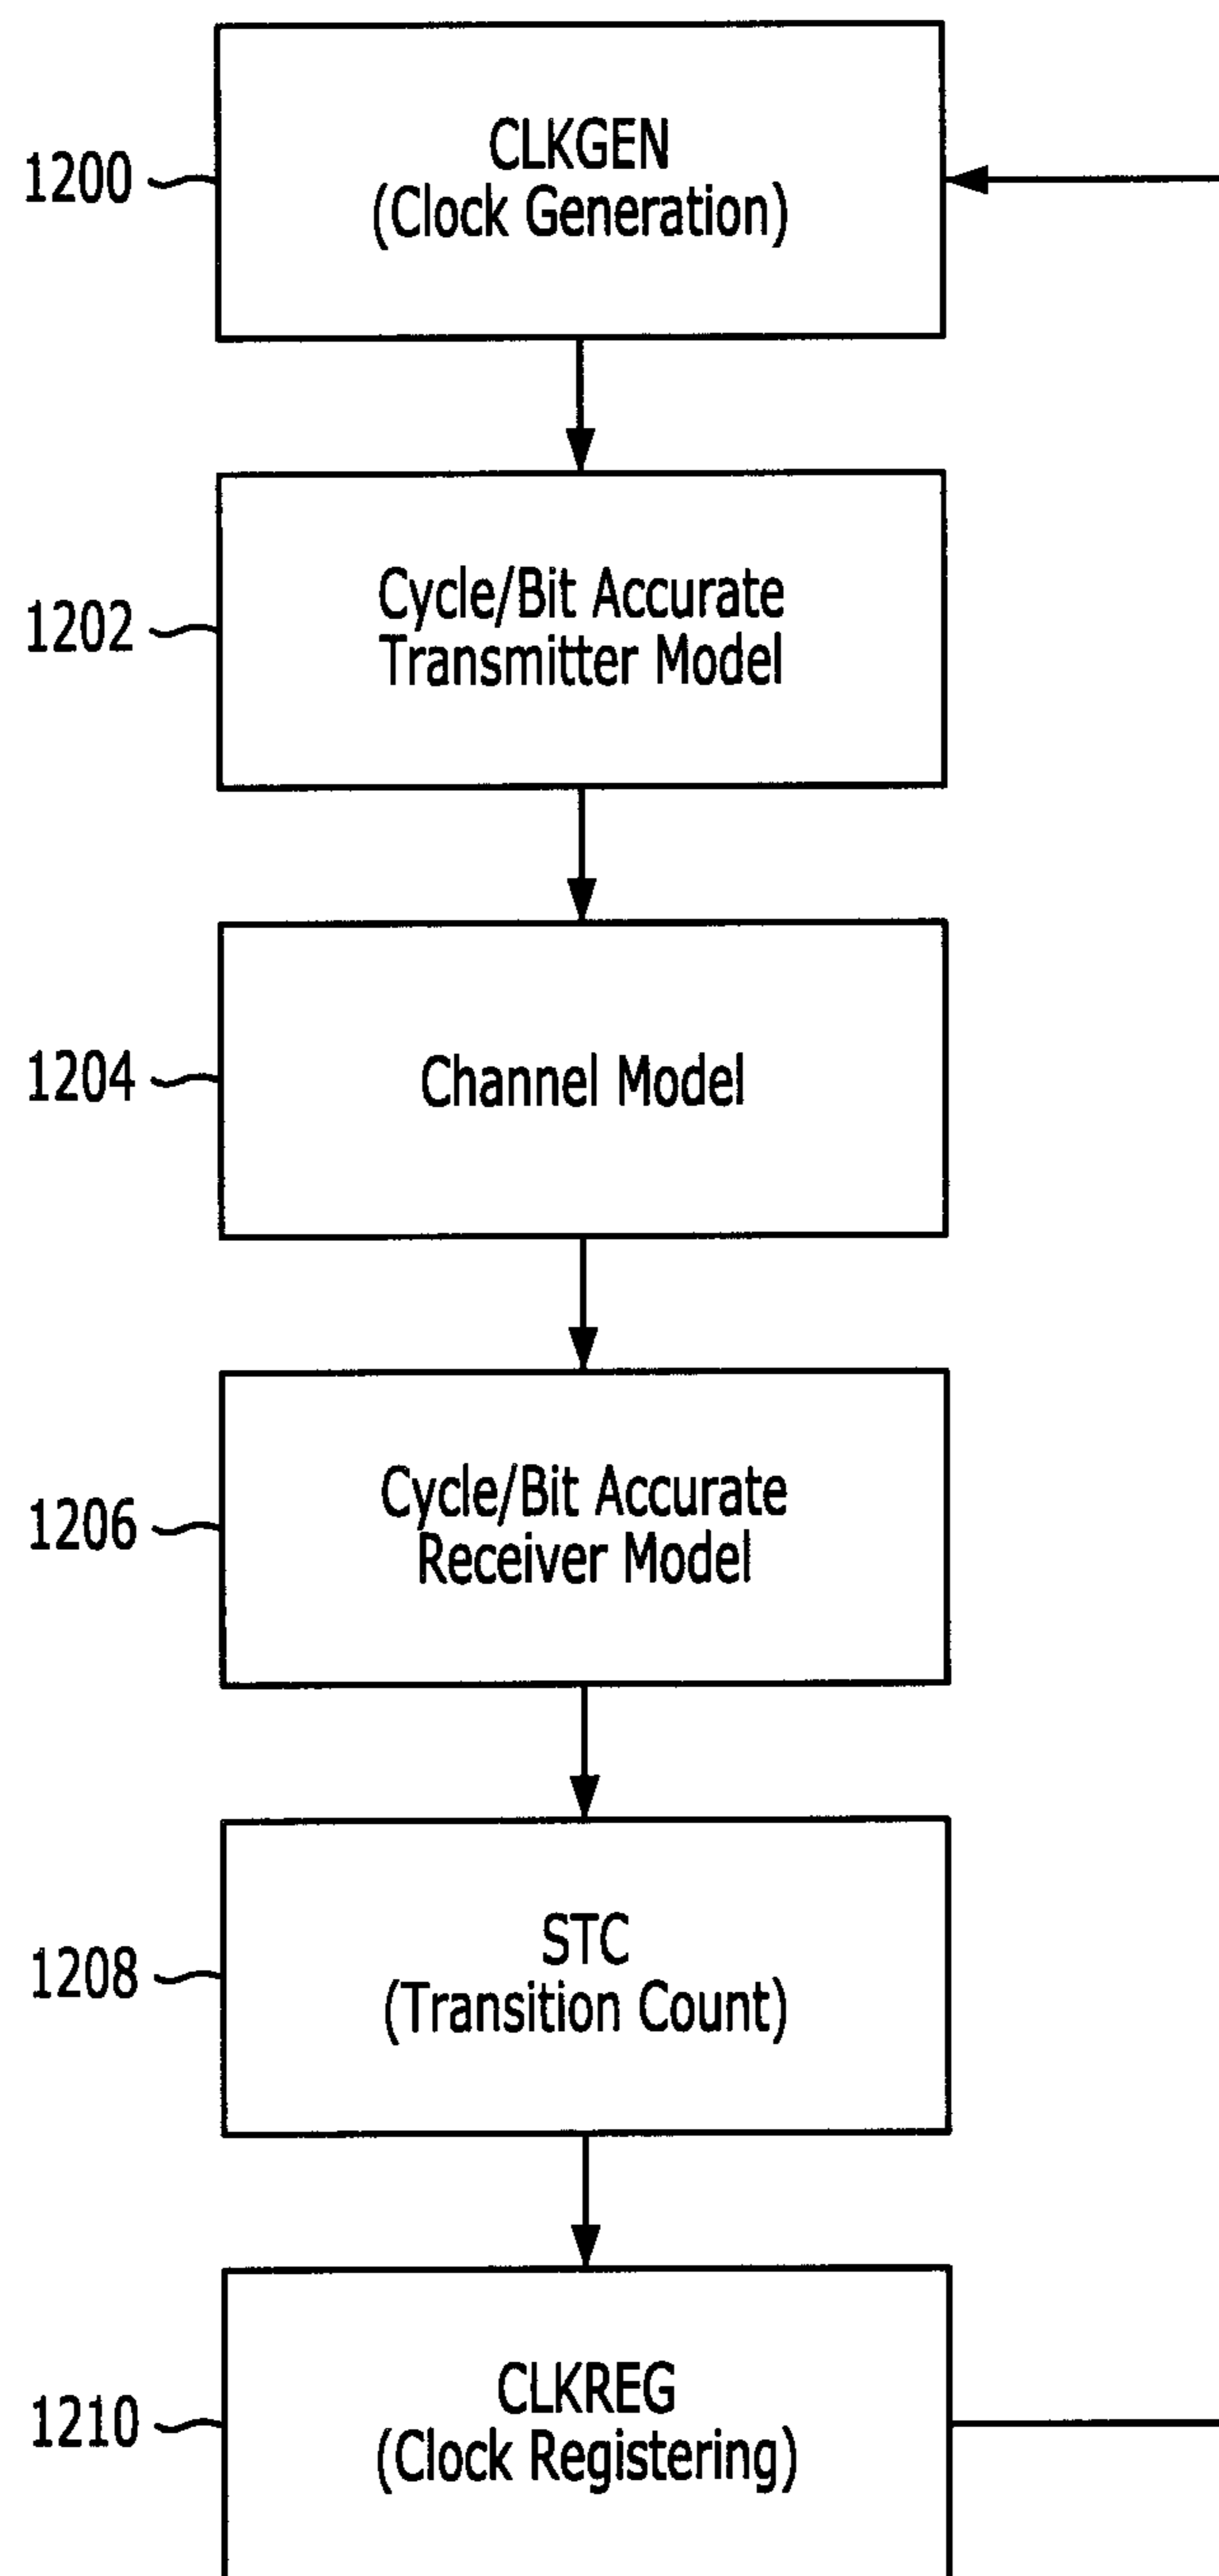 1200
CLKGEN
(Clock Generation)
1202
Cycle/Bit Accurate
Transmitter Model
1204
Channel Model
1206
Cycle/Bit Accurate
Receiver Model
1208
STC
(Transition Count)
1210
CLKREG
(Clock Registering)